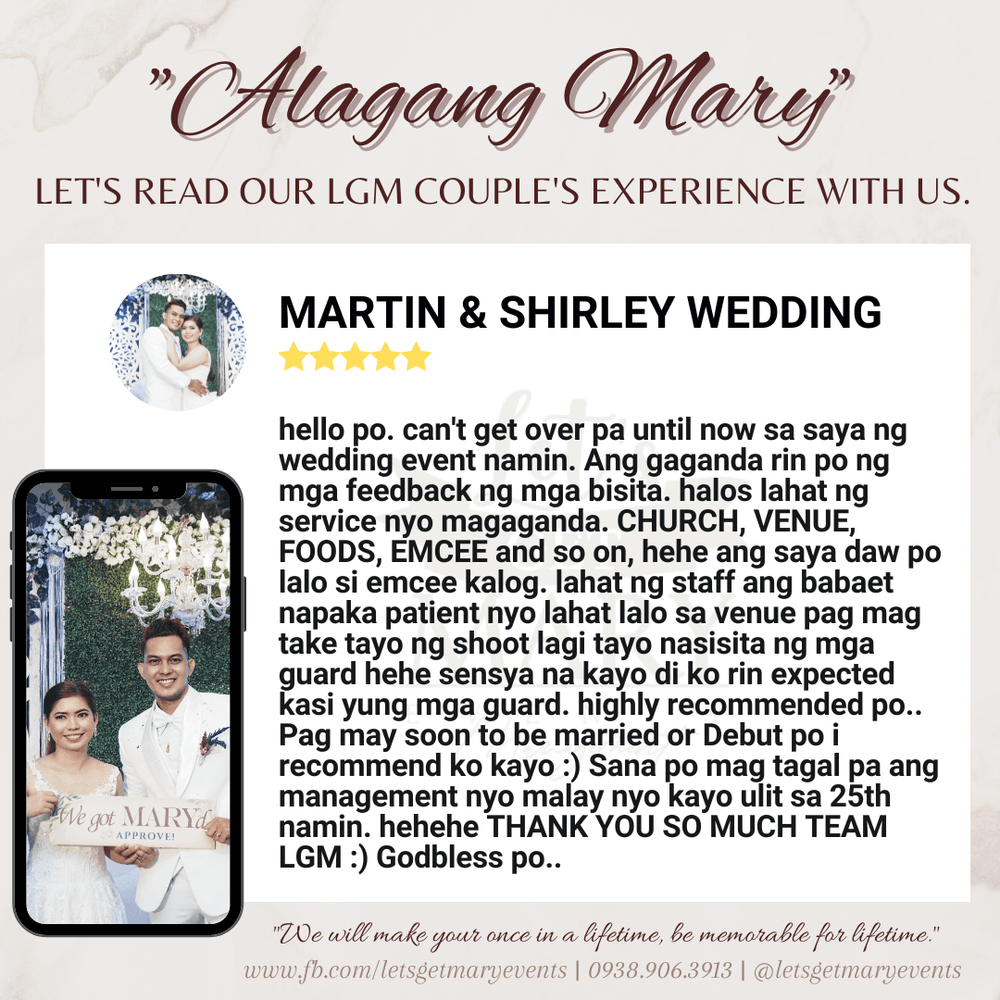 "Alagang Mary"
LET'S READ OUR LGM COUPLE'S EXPERIENCE WITH US.
MARTIN & SHIRLEY WEDDING
hello po. can't get over pa until now sa saya ng
wedding event namin. Ang gaganda rin po ng
mga feedback ng mga bisita. halos lahat ng
service nyo magaganda. CHURCH, VENUE,
FOODS, EMCEE and so on, hehe ang saya daw po
lalo si emcee kalog. lahat ng staff ang babaet
napaka patient nyo lahat lalo sa venue pag mag
take tayo ng shoot lagi tayo nasisita ng mga
guard hehe sensya na kayo di ko rin expected
kasi yung mga guard. highly recommended po..
Pag may soon to be married or Debut po i
recommend ko kayo :) Sana po mag tagal pa ang
management nyo malay nyo kayo ulit sa 25th
namin. hehehe THANK YOU SO MUCH TEAM
LGM :) Godbless po..
Let's
GET
MARY
We got MARYd
APPROVE!
"We will make your once in a lifetime, be memorable for lifetime."
www.fb.com/letsgetmaryevents | 0938.906.3913 | @letsgetmaryevents